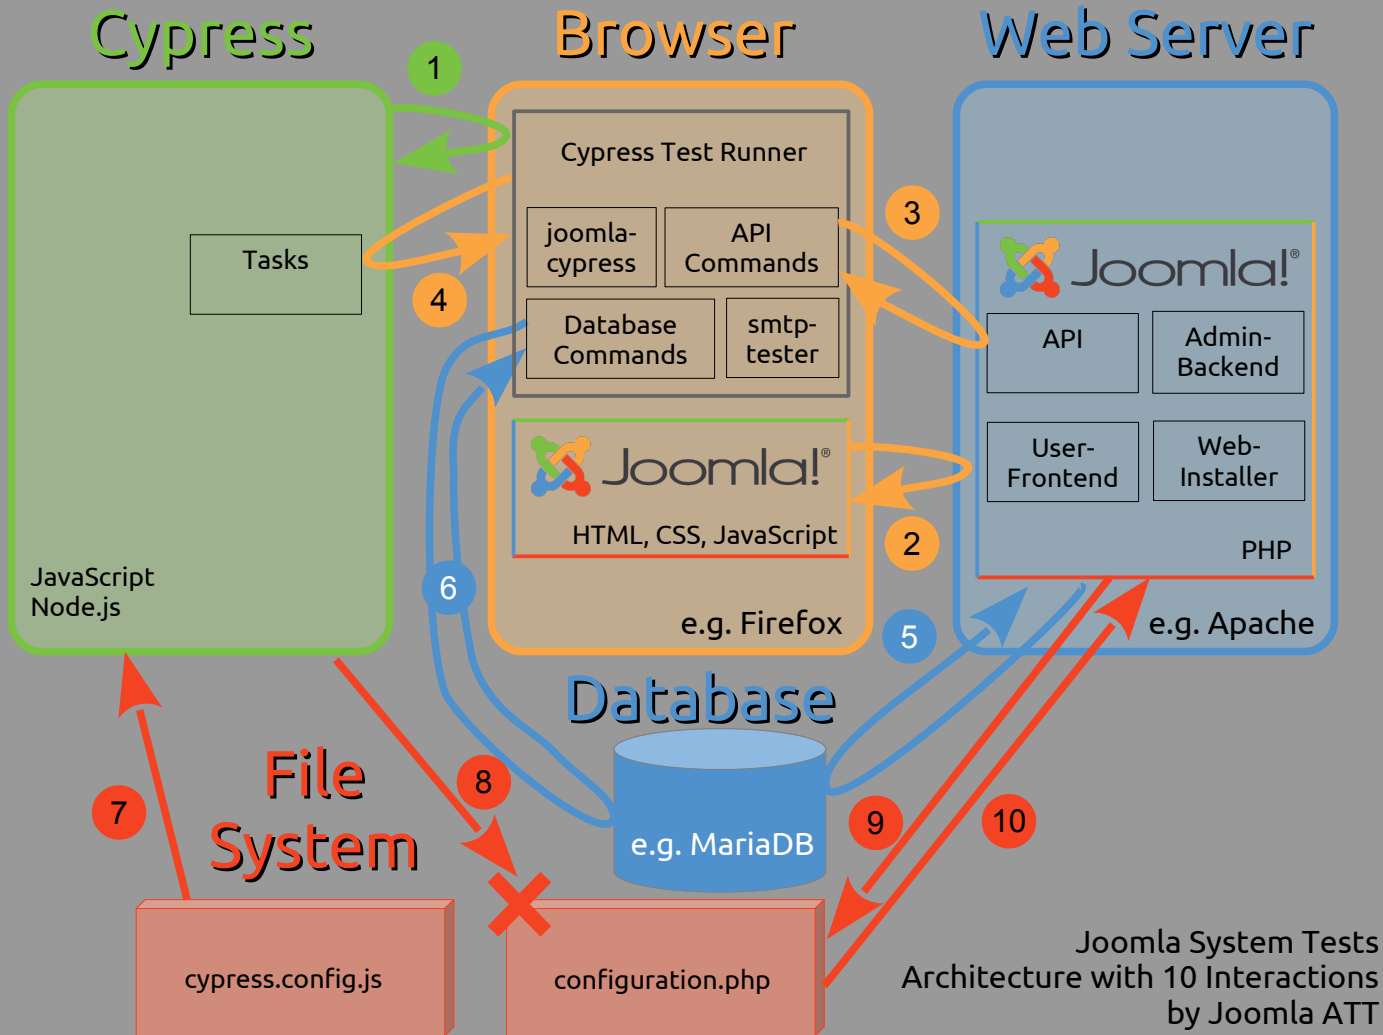 Cypress
Browser
Web Server
1
Cypress Test Runner
3
joomla-
cypress
API
Commands
Tasks
4
Joomla!®
Database
Commands
smtp-
tester
API
Admin-
Backend
Joomla!®
User-
Frontend
Web-
Installer
HTML, CSS, JavaScript
2
PHP
JavaScript
Node.js
6
e.g. Firefox
5
e.g. Apache
Database
File
System
7
8
9
10
e.g. MariaDB
cypress.config.js
configuration.php
Joomla System Tests
Architecture with 10 Interactions
by Joomla ATT